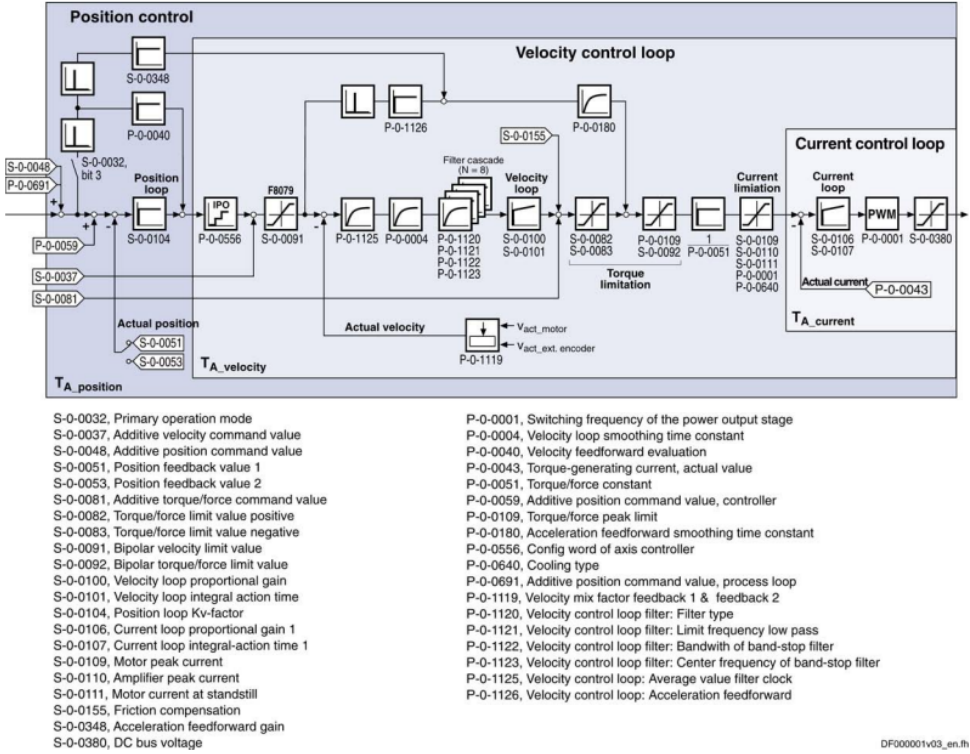 Position control
Velocity control loop
S-0-0348
P-0-0040
P-0-1126
S-0-0155
P-0-0180
Current control loop
S-0-0048
P-0-0691
S-0-0032,
bit 3
Position
loop
F8079
Filter cascade
(N = 8)
Velocity
loop
Current
limiation
Current
loop
IPO
PWM
+
+
-
-
-
S-0-0104
P-0-0556
S-0-0091
P-0-1125
P-0-0004
P-0-1120
P-0-1121
P-0-1122
P-0-1123
S-0-0100
S-0-0101
S-0-0082
S-0-0083
P-0-0109
S-0-0092
Torque
limitation
1
P-0-0051
S-0-0109
S-0-0110
S-0-0111
P-0-0001
P-0-0640
S-0-0106
S-0-0107
P-0-0001
S-0-0380
P-0-0059
S-0-0037
S-0-0081
Actual current
P-0-0043
Actual position
S-0-0051
S-0-0053
Actual velocity
vact_motor
vact_ext. encoder
P-0-1119
TA_current
TA_velocity
TA_position
S-0-0032, Primary operation mode
S-0-0037, Additive velocity command value
S-0-0048, Additive position command value
S-0-0051, Position feedback value 1
S-0-0053, Position feedback value 2
S-0-0081, Additive torque/force command value
S-0-0082, Torque/force limit value positive
S-0-0083, Torque/force limit value negative
S-0-0091, Bipolar velocity limit value
S-0-0092, Bipolar torque/force limit value
S-0-0100, Velocity loop proportional gain
S-0-0101, Velocity loop integral action time
S-0-0104, Position loop Kv-factor
S-0-0106, Current loop proportional gain 1
S-0-0107, Current loop integral-action time 1
S-0-0109, Motor peak current
S-0-0110, Amplifier peak current
S-0-0111, Motor current at standstill
S-0-0155, Friction compensation
S-0-0348, Acceleration feedforward gain
S-0-0380, DC bus voltage
P-0-0001, Switching frequency of the power output stage
P-0-0004, Velocity loop smoothing time constant
P-0-0040, Velocity feedforward evaluation
P-0-0043, Torque-generating current, actual value
P-0-0051, Torque/force constant
P-0-0059, Additive position command value, controller
P-0-0109, Torque/force peak limit
P-0-0180, Acceleration feedforward smoothing time constant
P-0-0556, Config word of axis controller
P-0-0640, Cooling type
P-0-0691, Additive position command value, process loop
P-0-1119, Velocity mix factor feedback 1 & feedback 2
P-0-1120, Velocity control loop filter: Filter type
P-0-1121, Velocity control loop filter: Limit frequency low pass
P-0-1122, Velocity control loop filter: Bandwith of band-stop filter
P-0-1123, Velocity control loop filter: Center frequency of band-stop filter
P-0-1125, Velocity control loop: Average value filter clock
P-0-1126, Velocity control loop: Acceleration feedforward
DF000001v03_en.fh